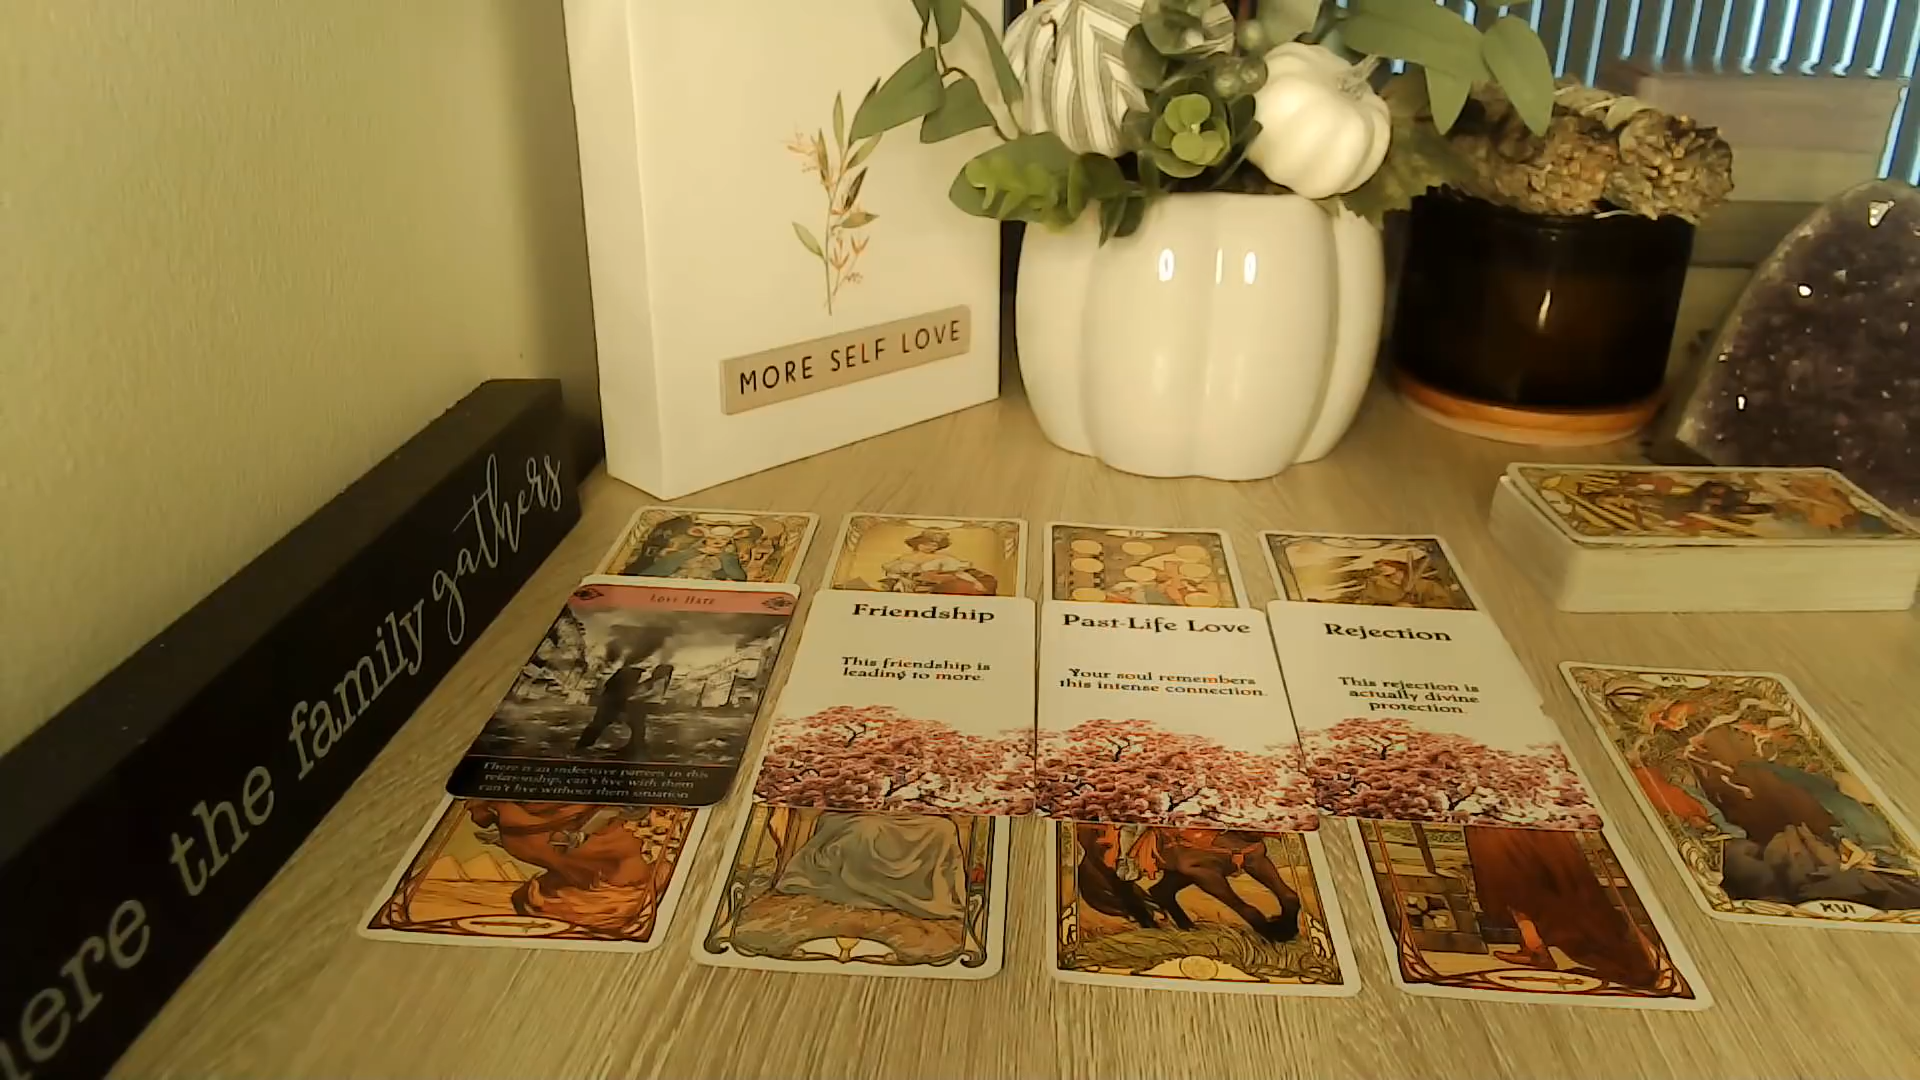 MORE SELF LOVE
here the family gathers
Love Hate
There is an addictive pattern in this
relationship, can't live with them
can't live without them situation
Friendship
This friendship is
leading to more.
Past-Life Love
Your soul remembers
this intense connection.
Rejection
This rejection is
actually divine
protection.
10
XVI
XVI